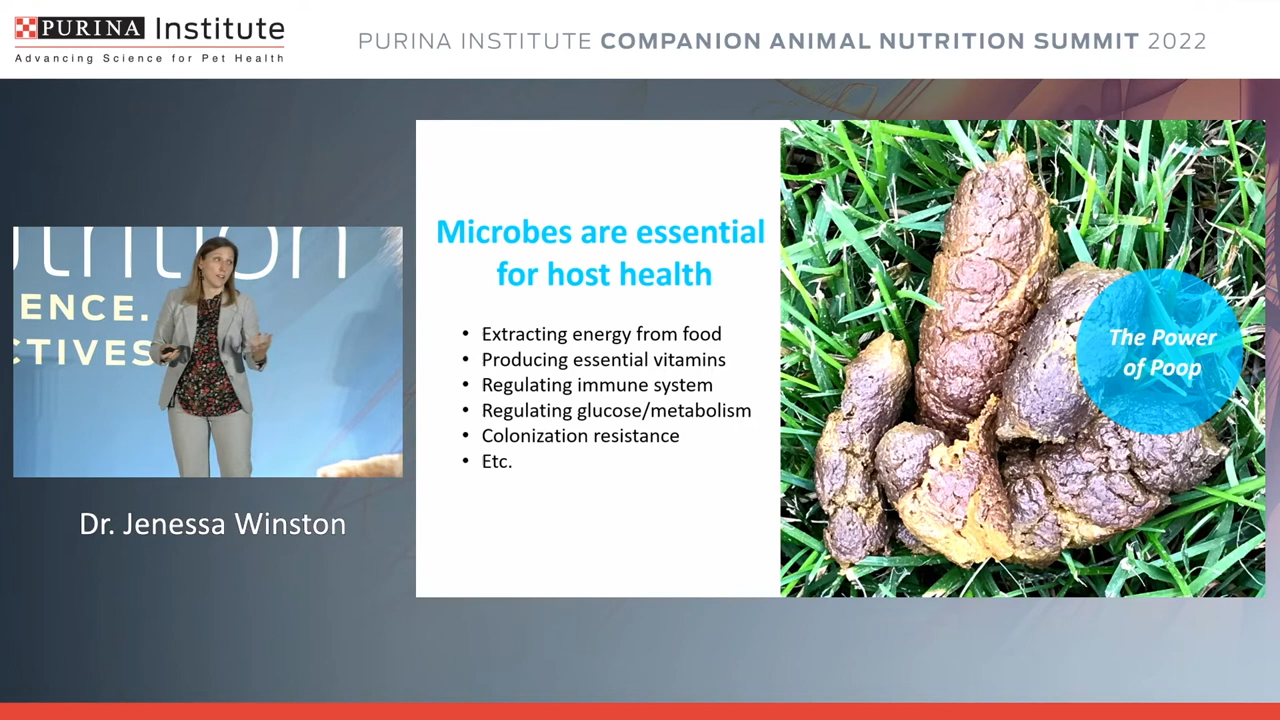 PURINA Institute
Advancing Science for Pet Health
PURINA INSTITUTE COMPANION ANIMAL NUTRITION SUMMIT 2022
ENCE.
CTIVES
Dr. Jenessa Winston
Microbes are essential
for host health
• Extracting energy from food
• Producing essential vitamins
• Regulating immune system
• Regulating glucose/metabolism
• Colonization resistance
• Etc.
The Power
of Poop